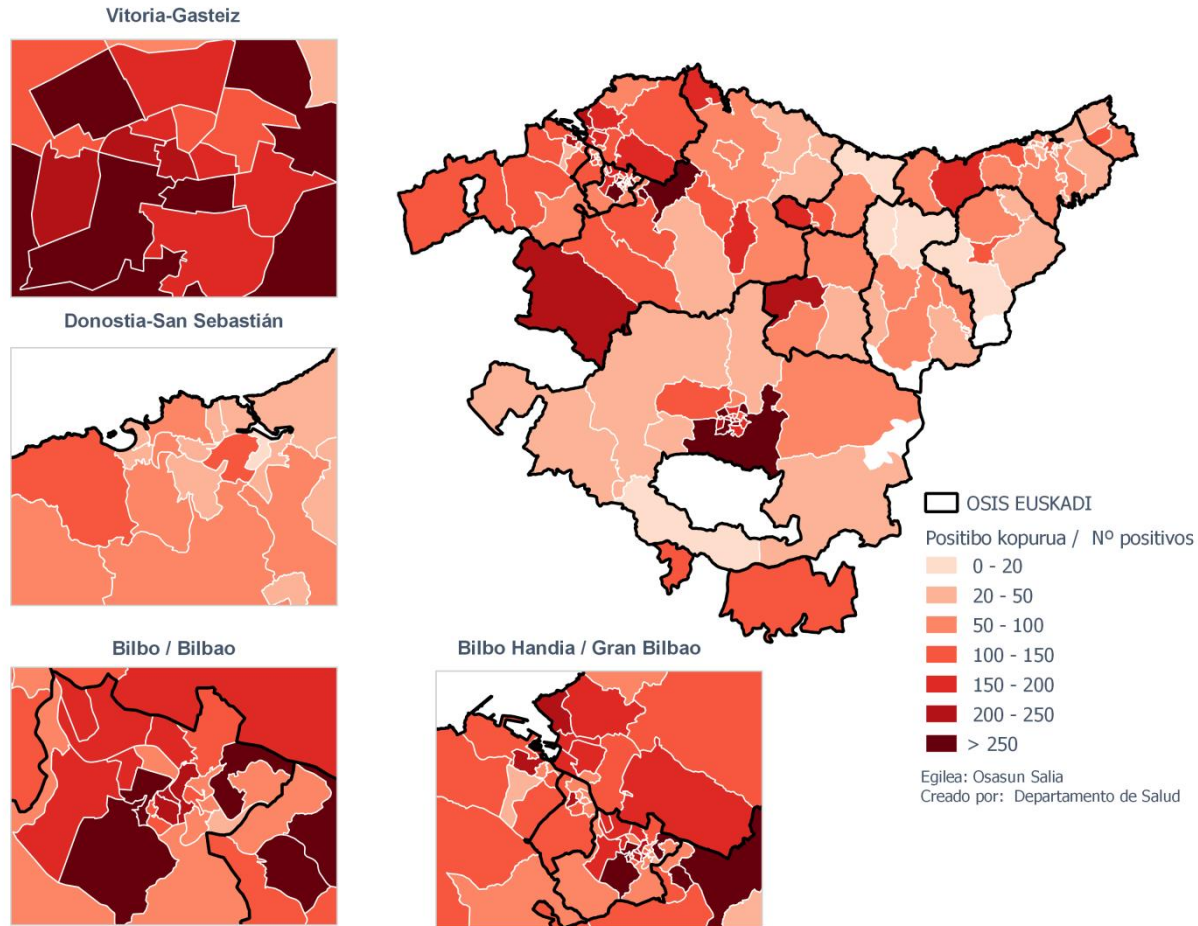 Vitoria-Gasteiz
Donostia-San Sebastián
Bilbo / Bilbao
Bilbo Handia / Gran Bilbao
OSIS EUSKADI
Positibo kopurua / Nº positivos
0 - 20
20 - 50
50 - 100
100 - 150
150 - 200
200 - 250
> 250
Egilea: Osasun Salia
Creado por: Departamento de Salud